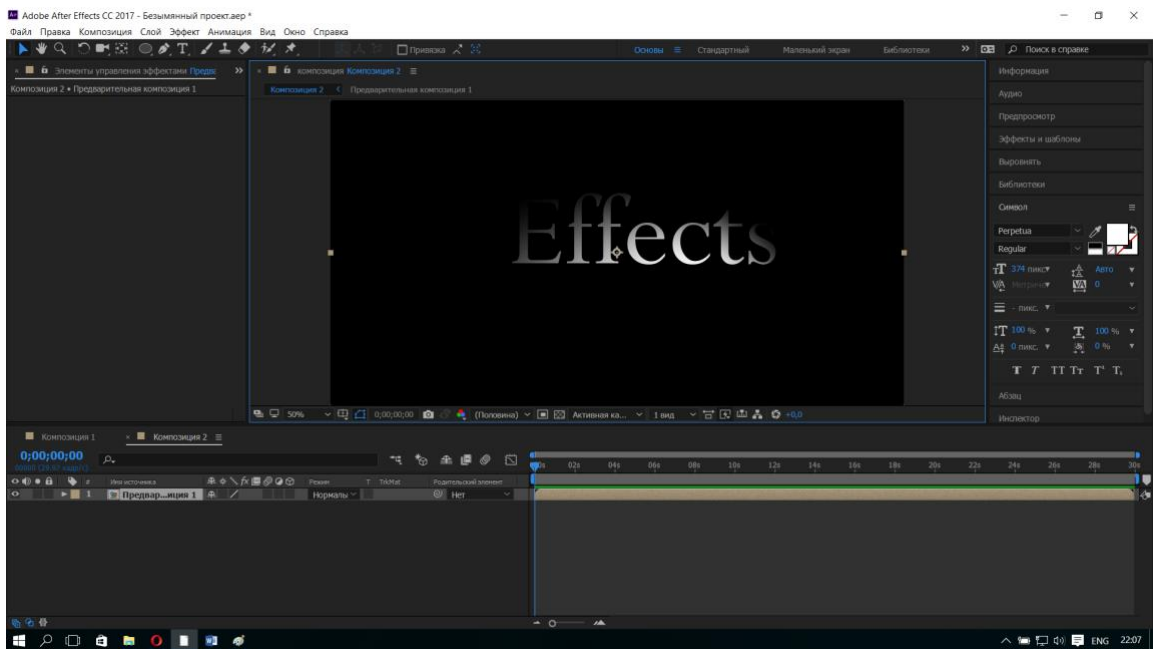 Adobe After Effects CC 2017 - Безымянный проект.aep *
Файл Правка Композиция Слой Эффект Анимация Вид Окно Справка
Привязка
Основы Стандартный Маленький экран Библиотеки Поиск в справке
Элементы управления эффектами Предва
композиция Композиция 2
Информация
Композиция 2 • Предварительная композиция 1
Композиция 2 Предварительная композиция 1
Аудио
Предпросмотр
Эффекты и шаблоны
Выровнять
Библиотеки
Символ
Effects
Perpetua
Regular
374 пикс. Авто
Метрич 0
- пикс.
100 % 100 %
0 пикс. 0 %
T T TT Tт T¹ T₁
Абзац
Инспектор
50% 0;00;00;00 (Половина) Активная ка... 1 вид +0,0
Композиция 1 Композиция 2
0;00;00;00
02s 04s 06s 08s 10s 12s 14s 16s 18s 20s 22s 24s 26s 28s 30s
# Имя источника Режим T TrkMat Родительский элемент
1 Предвар...иция 1 Нормаль Нет
ENG 22:07